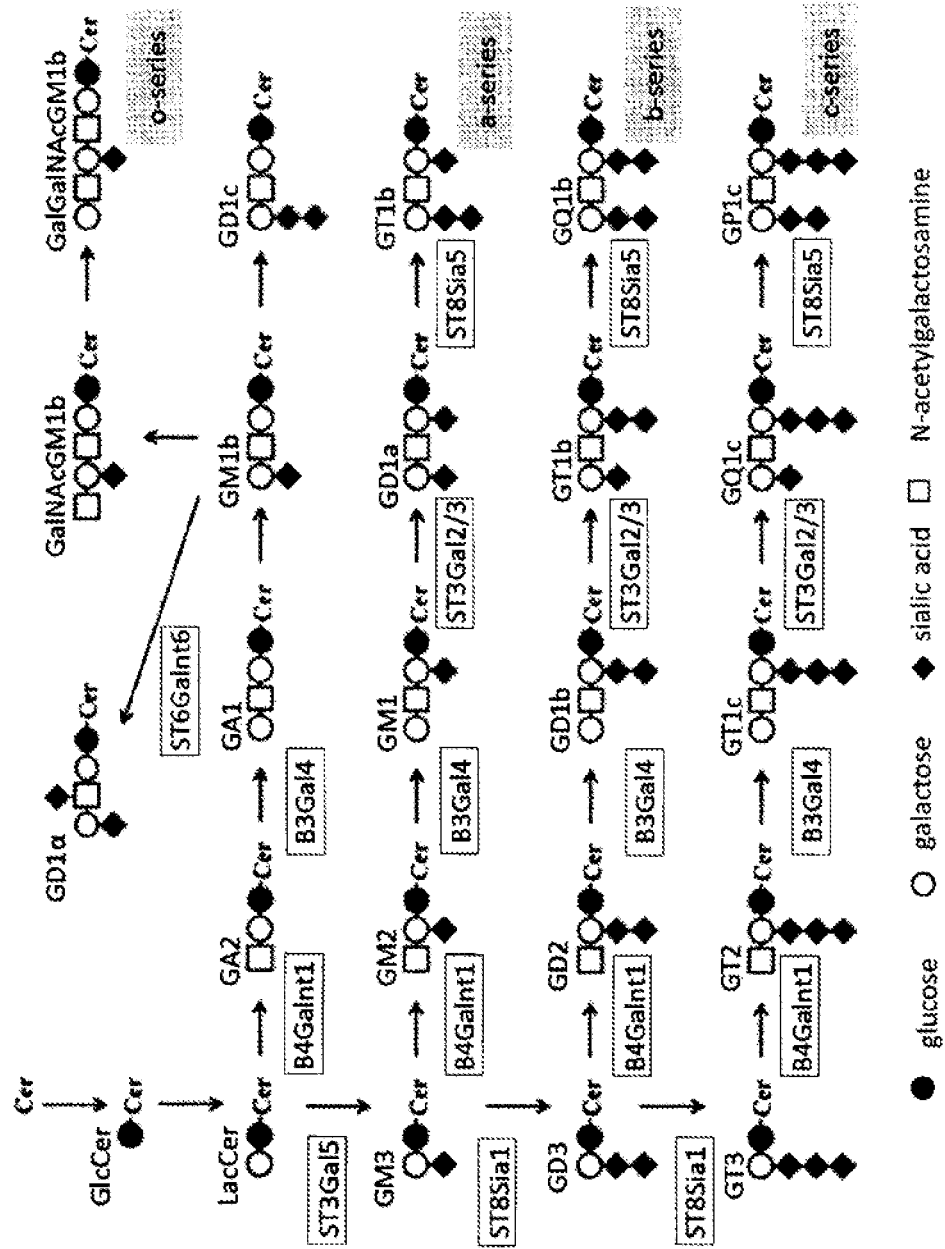 Cer
GlcCer
Cer
GD1α
Cer
GalNAcGM1b
Cer
GalGalNAcGM1b
Cer
o-series
ST6Galnt6
LacCer
Cer
GA2
Cer
GA1
Cer
GM1b
Cer
GD1c
Cer
B4Galnt1
B3Gal4
ST3Gal5
GM3
Cer
GM2
Cer
GM1
Cer
GD1a
Cer
GT1b
Cer
B4Galnt1
B3Gal4
ST3Gal2/3
ST8Sia5
a-series
ST8Sia1
GD3
Cer
GD2
Cer
GD1b
Cer
GT1b
Cer
GQ1b
Cer
B4Galnt1
B3Gal4
ST3Gal2/3
ST8Sia5
b-series
ST8Sia1
GT3
Cer
GT2
Cer
GT1c
Cer
GQ1c
Cer
GP1c
Cer
B4Galnt1
B3Gal4
ST3Gal2/3
ST8Sia5
c-series
glucose
galactose
sialic acid
N-acetylgalactosamine